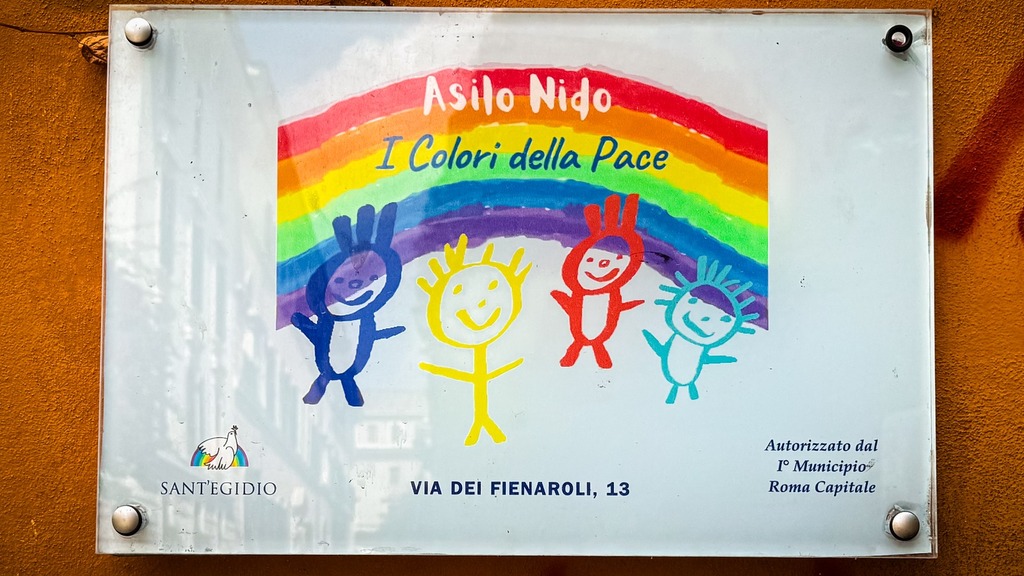 Asilo Nido
I Colori della Pace
SANT'EGIDIO
VIA DEI FIENAROLI, 13
Autorizzato dal
I° Municipio
Roma Capitale